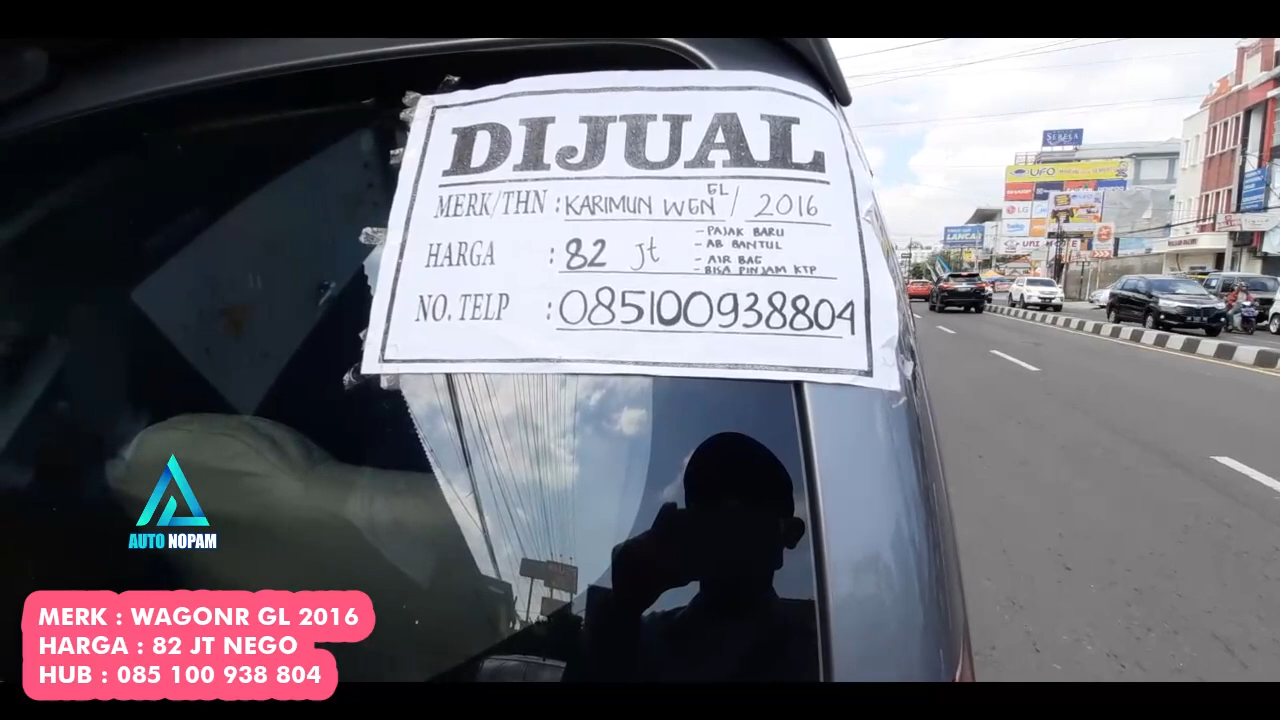 DIJUAL
MERK/THN : KARIMUN WGN GL / 2016
HARGA : 82 jt
- PAJAK BARU
- AB BANTUL
- AIR BAG
- BISA PINJAM KTP
NO. TELP : 085100938804
SERELA
UFO
LG
LANCAR
AUTO NOPAM
MERK : WAGONR GL 2016
HARGA : 82 JT NEGO
HUB : 085 100 938 804